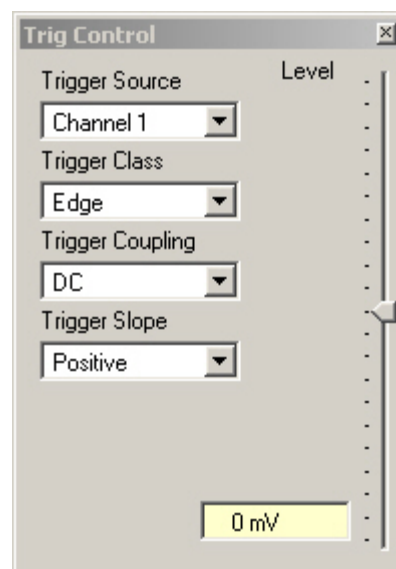 Trig Control
Level
Trigger Source
Channel 1
Trigger Class
Edge
Trigger Coupling
DC
Trigger Slope
Positive
0 mV